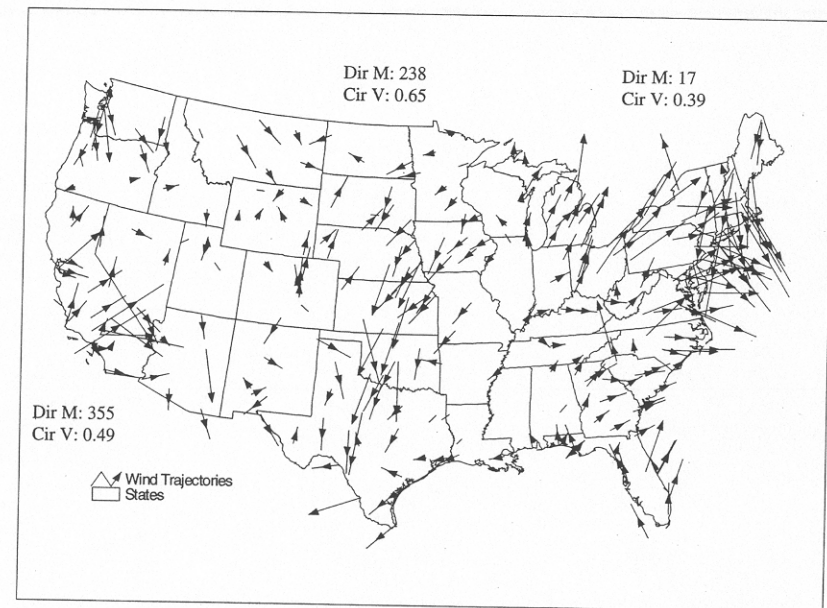 Dir M: 238
Cir V: 0.65
Dir M: 17
Cir V: 0.39
Dir M: 355
Cir V: 0.49
Wind Trajectories
States